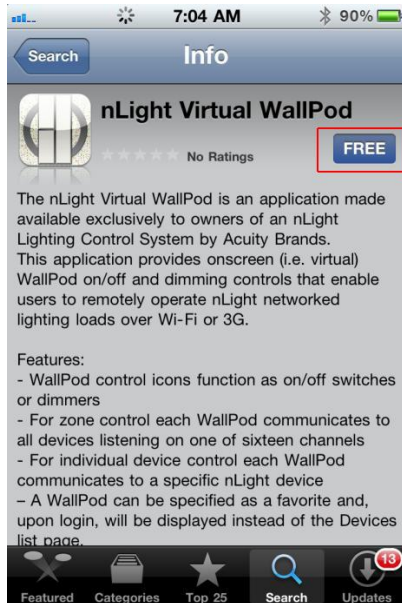 7:04 AM
90%
Search
Info
nLight Virtual WallPod
No Ratings
FREE
The nLight Virtual WallPod is an application made
available exclusively to owners of an nLight
Lighting Control System by Acuity Brands.
This application provides onscreen (i.e. virtual)
WallPod on/off and dimming controls that enable
users to remotely operate nLight networked
lighting loads over Wi-Fi or 3G.
Features:
- WallPod control icons function as on/off switches
or dimmers
- For zone control each WallPod communicates to
all devices listening on one of sixteen channels
- For individual device control each WallPod
communicates to a specific nLight device
– A WallPod can be specified as a favorite and,
upon login, will be displayed instead of the Devices
list page.
13
Featured Categories Top 25 Search Updates